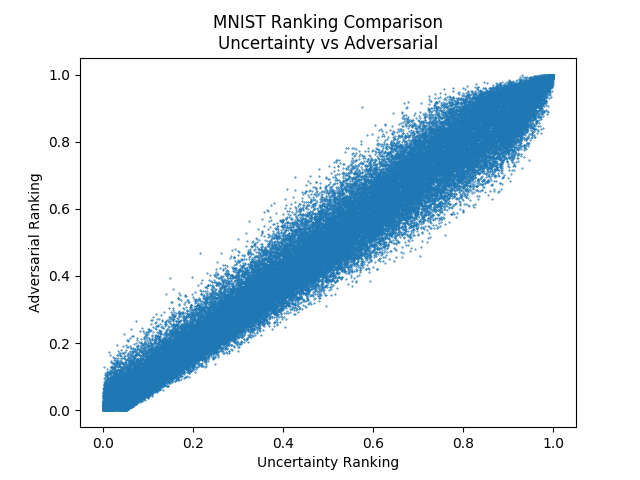 MNIST Ranking Comparison
Uncertainty vs Adversarial
1.0
0.8
0.6
0.4
0.2
0.0
Adversarial Ranking
0.0 0.2 0.4 0.6 0.8 1.0
Uncertainty Ranking